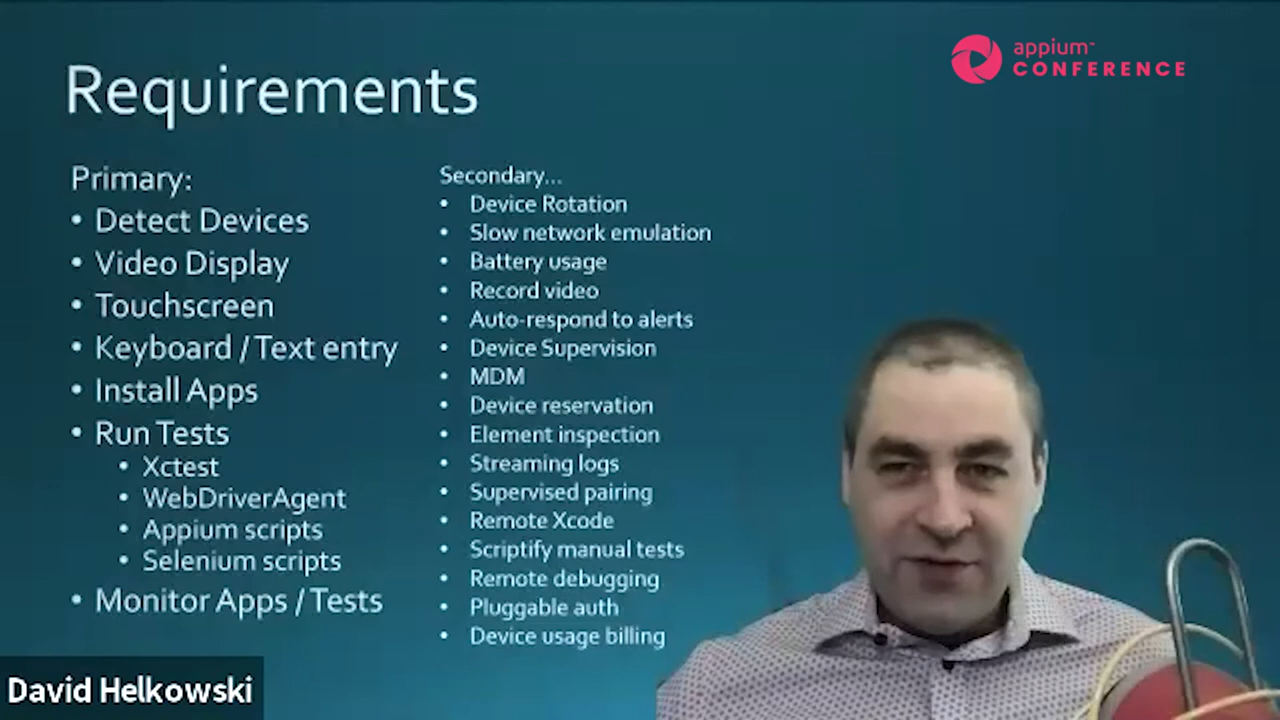 appium™
CONFERENCE
Requirements
Primary:
• Detect Devices
• Video Display
• Touchscreen
• Keyboard / Text entry
• Install Apps
• Run Tests
• Xctest
• WebDriverAgent
• Appium scripts
• Selenium scripts
• Monitor Apps / Tests
Secondary...
• Device Rotation
• Slow network emulation
• Battery usage
• Record video
• Auto-respond to alerts
• Device Supervision
• MDM
• Device reservation
• Element inspection
• Streaming logs
• Supervised pairing
• Remote Xcode
• Scriptify manual tests
• Remote debugging
• Pluggable auth
• Device usage billing
David Helkowski